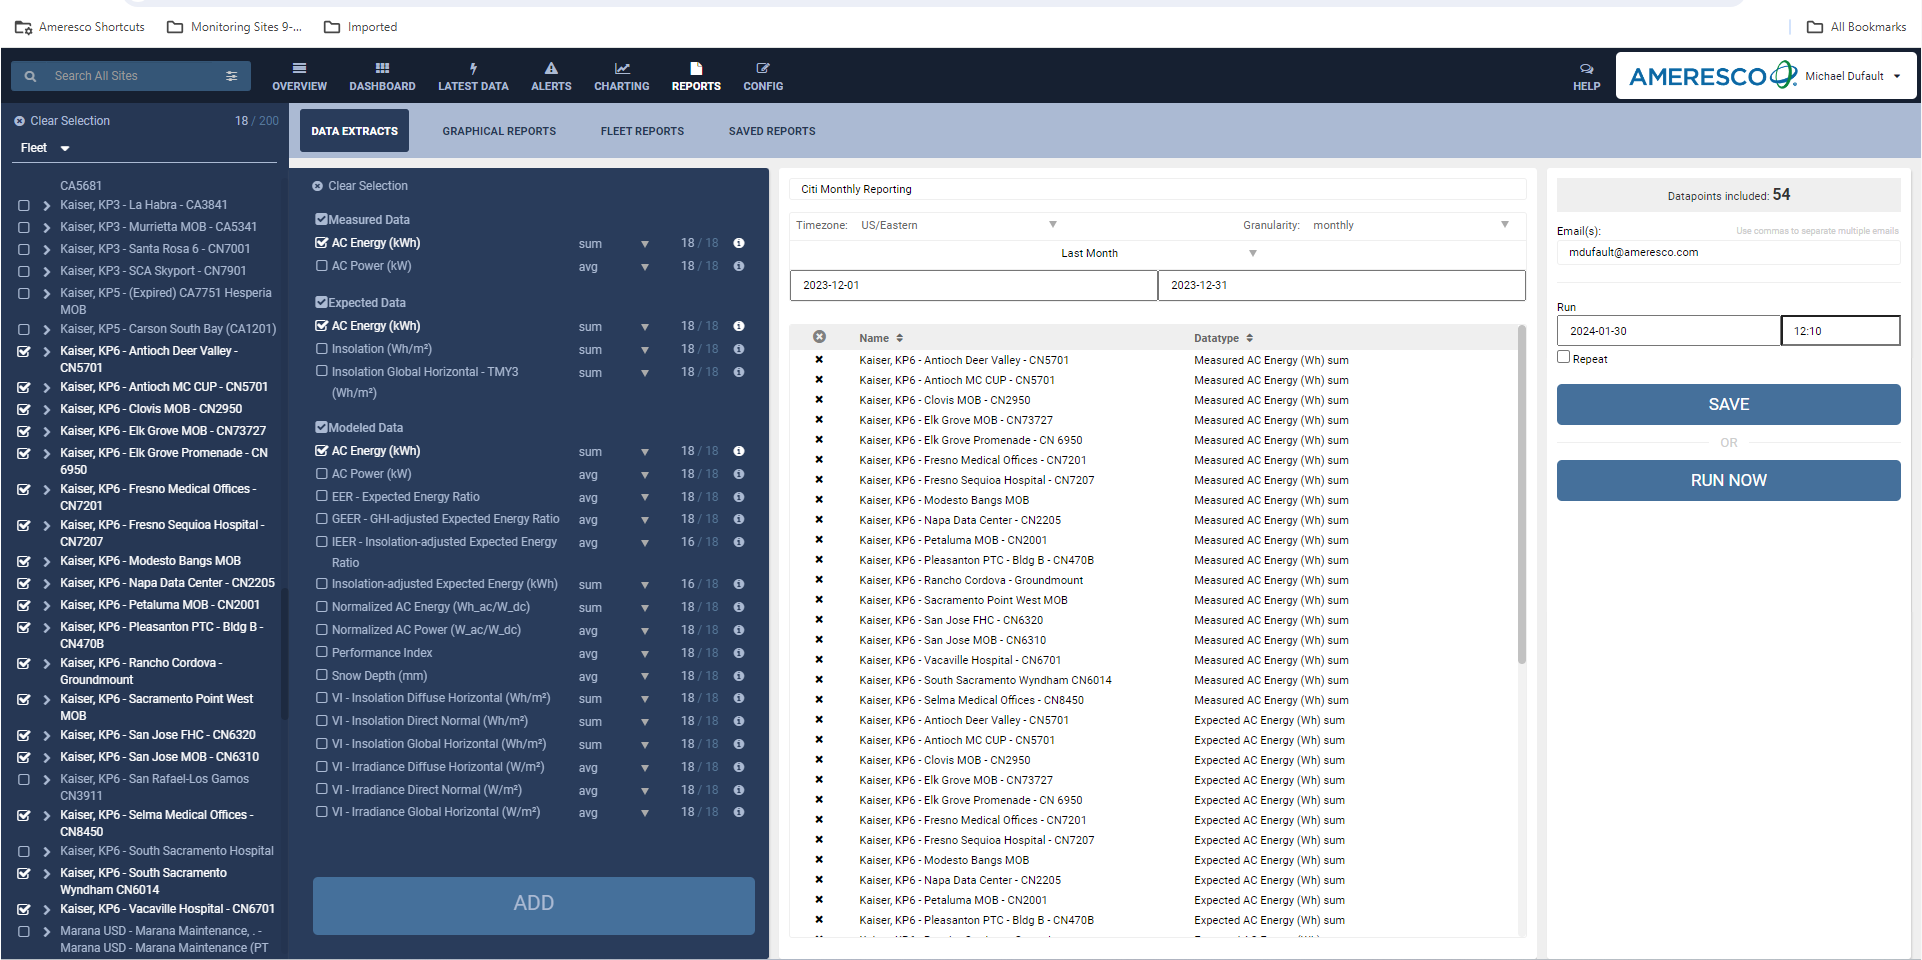 Ameresco Shortcuts
Monitoring Sites 9-...
Imported
All Bookmarks
Search All Sites
OVERVIEW
DASHBOARD
LATEST DATA
ALERTS
CHARTING
REPORTS
CONFIG
HELP
AMERESCO
Michael Dufault
Clear Selection
18 / 200
Fleet
CA5681
Kaiser, KP3 - La Habra - CA3841
Kaiser, KP3 - Murrietta MOB - CA5341
Kaiser, KP3 - Santa Rosa 6 - CN7001
Kaiser, KP3 - SCA Skyport - CN7901
Kaiser, KP5 - (Expired) CA7751 Hesperia
MOB
Kaiser, KP5 - Carson South Bay (CA1201)
Kaiser, KP6 - Antioch Deer Valley -
CN5701
Kaiser, KP6 - Antioch MC CUP - CN5701
Kaiser, KP6 - Clovis MOB - CN2950
Kaiser, KP6 - Elk Grove MOB - CN73727
Kaiser, KP6 - Elk Grove Promenade - CN
6950
Kaiser, KP6 - Fresno Medical Offices -
CN7201
Kaiser, KP6 - Fresno Sequioa Hospital -
CN7207
Kaiser, KP6 - Modesto Bangs MOB
Kaiser, KP6 - Napa Data Center - CN2205
Kaiser, KP6 - Petaluma MOB - CN2001
Kaiser, KP6 - Pleasanton PTC - Bldg B -
CN470B
Kaiser, KP6 - Rancho Cordova -
Groundmount
Kaiser, KP6 - Sacramento Point West
MOB
Kaiser, KP6 - San Jose FHC - CN6320
Kaiser, KP6 - San Jose MOB - CN6310
Kaiser, KP6 - San Rafael-Los Gamos
CN3911
Kaiser, KP6 - Selma Medical Offices -
CN8450
Kaiser, KP6 - South Sacramento Hospital
Kaiser, KP6 - South Sacramento
Wyndham CN6014
Kaiser, KP6 - Vacaville Hospital - CN6701
Marana USD - Marana Maintenance, . -
Marana USD - Marana Maintenance (PT
DATA EXTRACTS
GRAPHICAL REPORTS
FLEET REPORTS
SAVED REPORTS
Clear Selection
Measured Data
AC Energy (kWh) sum 18 / 18
AC Power (kW) avg 18 / 18
Expected Data
AC Energy (kWh) sum 18 / 18
Insolation (Wh/m²) sum 18 / 18
Insolation Global Horizontal - TMY3 sum 18 / 18
(Wh/m²)
Modeled Data
AC Energy (kWh) sum 18 / 18
AC Power (kW) avg 18 / 18
EER - Expected Energy Ratio avg 18 / 18
GEER - GHI-adjusted Expected Energy Ratio avg 18 / 18
IEER - Insolation-adjusted Expected Energy avg 16 / 18
Ratio
Insolation-adjusted Expected Energy (kWh) sum 16 / 18
Normalized AC Energy (Wh_ac/W_dc) sum 18 / 18
Normalized AC Power (W_ac/W_dc) avg 18 / 18
Performance Index avg 18 / 18
Snow Depth (mm) avg 18 / 18
VI - Insolation Diffuse Horizontal (Wh/m²) sum 18 / 18
VI - Insolation Direct Normal (Wh/m²) sum 18 / 18
VI - Insolation Global Horizontal (Wh/m²) sum 18 / 18
VI - Irradiance Diffuse Horizontal (W/m²) avg 18 / 18
VI - Irradiance Direct Normal (W/m²) avg 18 / 18
VI - Irradiance Global Horizontal (W/m²) avg 18 / 18
ADD
Citi Monthly Reporting
Timezone: US/Eastern
Granularity: monthly
Last Month
2023-12-01
2023-12-31
Name Datatype
Kaiser, KP6 - Antioch Deer Valley - CN5701 Measured AC Energy (Wh) sum
Kaiser, KP6 - Antioch MC CUP - CN5701 Measured AC Energy (Wh) sum
Kaiser, KP6 - Clovis MOB - CN2950 Measured AC Energy (Wh) sum
Kaiser, KP6 - Elk Grove MOB - CN73727 Measured AC Energy (Wh) sum
Kaiser, KP6 - Elk Grove Promenade - CN 6950 Measured AC Energy (Wh) sum
Kaiser, KP6 - Fresno Medical Offices - CN7201 Measured AC Energy (Wh) sum
Kaiser, KP6 - Fresno Sequioa Hospital - CN7207 Measured AC Energy (Wh) sum
Kaiser, KP6 - Modesto Bangs MOB Measured AC Energy (Wh) sum
Kaiser, KP6 - Napa Data Center - CN2205 Measured AC Energy (Wh) sum
Kaiser, KP6 - Petaluma MOB - CN2001 Measured AC Energy (Wh) sum
Kaiser, KP6 - Pleasanton PTC - Bldg B - CN470B Measured AC Energy (Wh) sum
Kaiser, KP6 - Rancho Cordova - Groundmount Measured AC Energy (Wh) sum
Kaiser, KP6 - Sacramento Point West MOB Measured AC Energy (Wh) sum
Kaiser, KP6 - San Jose FHC - CN6320 Measured AC Energy (Wh) sum
Kaiser, KP6 - San Jose MOB - CN6310 Measured AC Energy (Wh) sum
Kaiser, KP6 - Vacaville Hospital - CN6701 Measured AC Energy (Wh) sum
Kaiser, KP6 - South Sacramento Wyndham CN6014 Measured AC Energy (Wh) sum
Kaiser, KP6 - Selma Medical Offices - CN8450 Measured AC Energy (Wh) sum
Kaiser, KP6 - Antioch Deer Valley - CN5701 Expected AC Energy (Wh) sum
Kaiser, KP6 - Antioch MC CUP - CN5701 Expected AC Energy (Wh) sum
Kaiser, KP6 - Clovis MOB - CN2950 Expected AC Energy (Wh) sum
Kaiser, KP6 - Elk Grove MOB - CN73727 Expected AC Energy (Wh) sum
Kaiser, KP6 - Elk Grove Promenade - CN 6950 Expected AC Energy (Wh) sum
Kaiser, KP6 - Fresno Medical Offices - CN7201 Expected AC Energy (Wh) sum
Kaiser, KP6 - Fresno Sequioa Hospital - CN7207 Expected AC Energy (Wh) sum
Kaiser, KP6 - Modesto Bangs MOB Expected AC Energy (Wh) sum
Kaiser, KP6 - Napa Data Center - CN2205 Expected AC Energy (Wh) sum
Kaiser, KP6 - Petaluma MOB - CN2001 Expected AC Energy (Wh) sum
Kaiser, KP6 - Pleasanton PTC - Bldg B - CN470B Expected AC Energy (Wh) sum
Datapoints included: 54
Email(s):
Use commas to separate multiple emails
mdufault@ameresco.com
Run
2024-01-30
12:10
Repeat
SAVE
OR
RUN NOW